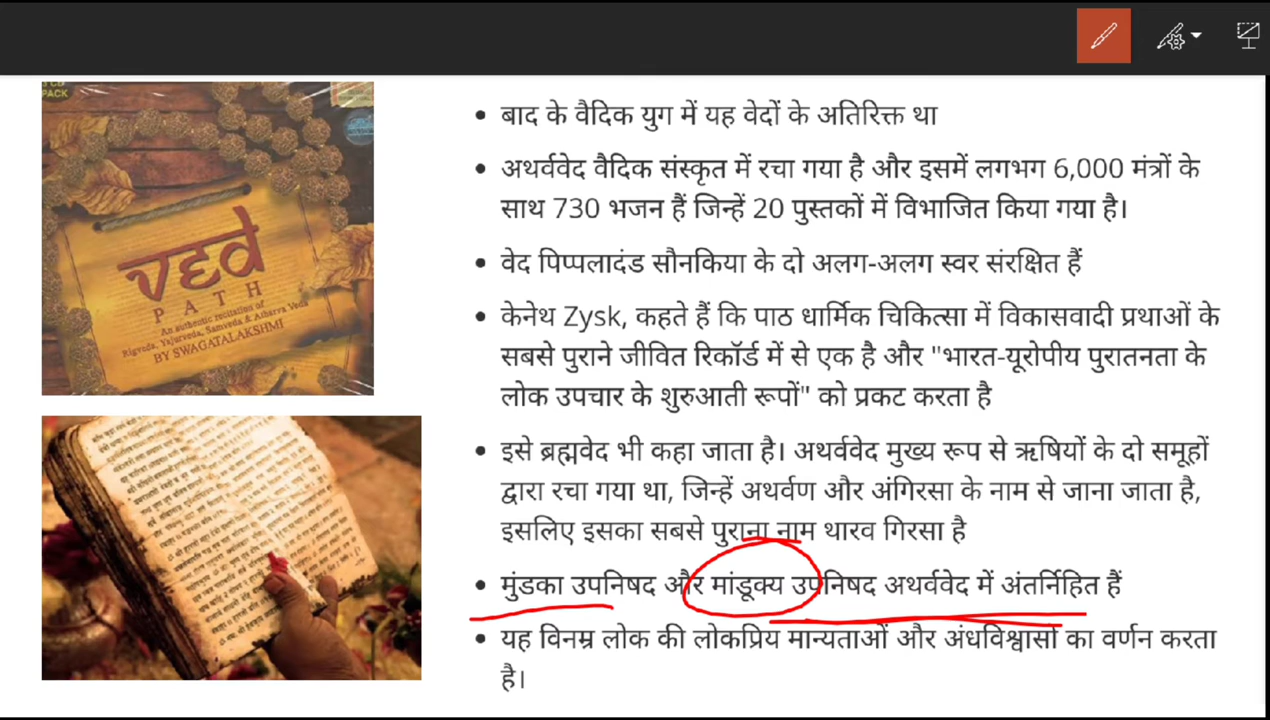 PACK
VED
PATH
An authentic recitation of
Rigveda, Yajurveda, Samveda & Atharva Veda
BY SWAGATALAKSHMI
• बाद के वैदिक युग में यह वेदों के अतिरिक्त था
• अथर्ववेद वैदिक संस्कृत में रचा गया है और इसमें लगभग 6,000 मंत्रों के
साथ 730 भजन हैं जिन्हें 20 पुस्तकों में विभाजित किया गया है।
• वेद पिप्पलादंड सौनकिया के दो अलग-अलग स्वर संरक्षित हैं
• केनेथ Zysk, कहते हैं कि पाठ धार्मिक चिकित्सा में विकासवादी प्रथाओं के
सबसे पुराने जीवित रिकॉर्ड में से एक है और "भारत-यूरोपीय पुरातनता के
लोक उपचार के शुरुआती रूपों" को प्रकट करता है
• इसे ब्रह्मवेद भी कहा जाता है। अथर्ववेद मुख्य रूप से ऋषियों के दो समूहों
द्वारा रचा गया था, जिन्हें अथर्वण और अंगिरसा के नाम से जाना जाता है,
इसलिए इसका सबसे पुराना नाम थारव गिरसा है
• मुंडका उपनिषद और मांडूक्य उपनिषद अथर्ववेद में अंतर्निहित हैं
• यह विनम्र लोक की लोकप्रिय मान्यताओं और अंधविश्वासों का वर्णन करता
है।